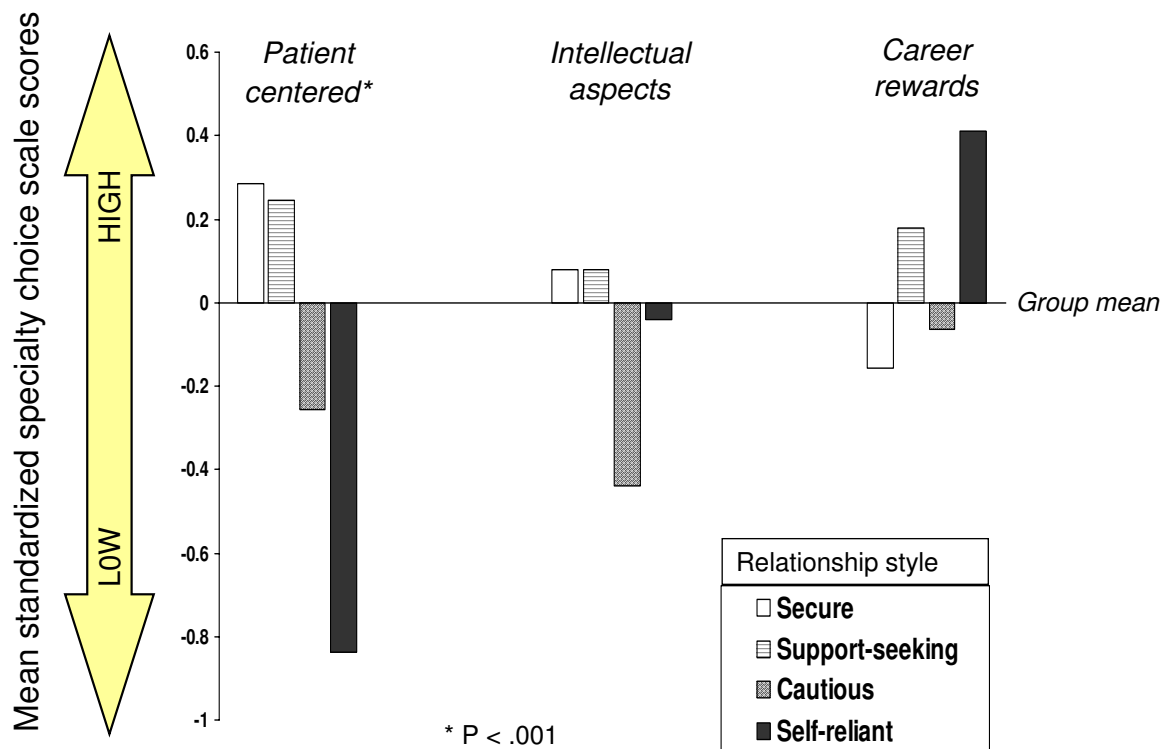 Mean standardized specialty choice scale scores
HIGH
L0W
0.6
0.4
0.2
0
-0.2
-0.4
-0.6
-0.8
-1
Patient
centered*
Intellectual
aspects
Career
rewards
Group mean
Relationship style
Secure
Support-seeking
Cautious
Self-reliant
* P < .001